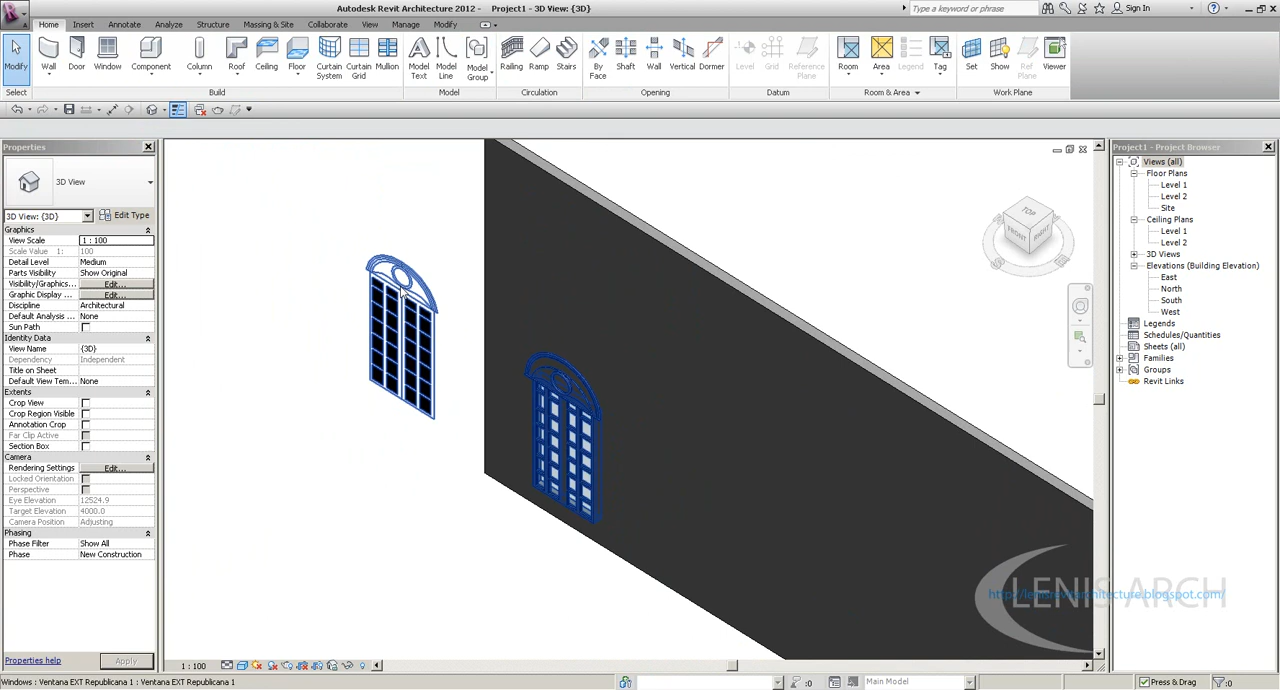 Autodesk Revit Architecture 2012 - Project1 - 3D View: {3D}
Type a keyword or phrase
Sign In
Home Insert Annotate Analyze Structure Massing & Site Collaborate View Manage Modify
Modify Wall Door Window Component Column Roof Ceiling Floor Curtain System Curtain Grid Mullion Model Text Model Line Model Group Railing Ramp Stairs By Face Shaft Wall Vertical Dormer Level Grid Reference Plane Room Area Legend Tag Set Show Ref Plane Viewer
Select Build Model Circulation Opening Datum Room & Area Work Plane
Properties
3D View
3D View: {3D} Edit Type
Graphics
View Scale 1 : 100
Scale Value 1: 100
Detail Level Medium
Parts Visibility Show Original
Visibility/Graphics... Edit...
Graphic Display ... Edit...
Discipline Architectural
Default Analysis ... None
Sun Path
Identity Data
View Name {3D}
Dependency Independent
Title on Sheet
Default View Tem... None
Extents
Crop View
Crop Region Visible
Annotation Crop
Far Clip Active
Section Box
Camera
Rendering Settings Edit...
Locked Orientation
Perspective
Eye Elevation 12524.9
Target Elevation 4000.0
Camera Position Adjusting
Phasing
Phase Filter Show All
Phase New Construction
Properties help Apply
TOP
FRONT RIGHT
Project1 - Project Browser
Views (all)
Floor Plans
Level 1
Level 2
Site
Ceiling Plans
Level 1
Level 2
3D Views
Elevations (Building Elevation)
East
North
South
West
Legends
Schedules/Quantities
Sheets (all)
Families
Groups
Revit Links
LENIS ARCH
http://lenisrevitarchitecture.blogspot.com/
1 : 100
Windows : Ventana EXT Republicana 1 : Ventana EXT Republicana 1
:0 Main Model Press & Drag :0